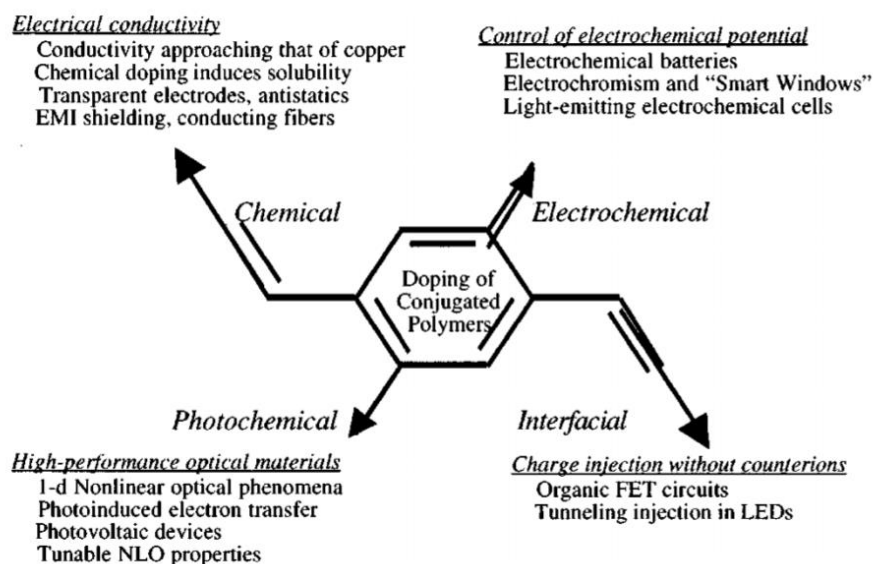 Electrical conductivity
Conductivity approaching that of copper
Chemical doping induces solubility
Transparent electrodes, antistatics
EMI shielding, conducting fibers
Control of electrochemical potential
Electrochemical batteries
Electrochromism and “Smart Windows”
Light-emitting electrochemical cells
Chemical
Electrochemical
Doping of
Conjugated
Polymers
Photochemical
Interfacial
High-performance optical materials
1-d Nonlinear optical phenomena
Photoinduced electron transfer
Photovoltaic devices
Tunable NLO properties
Charge injection without counterions
Organic FET circuits
Tunneling injection in LEDs